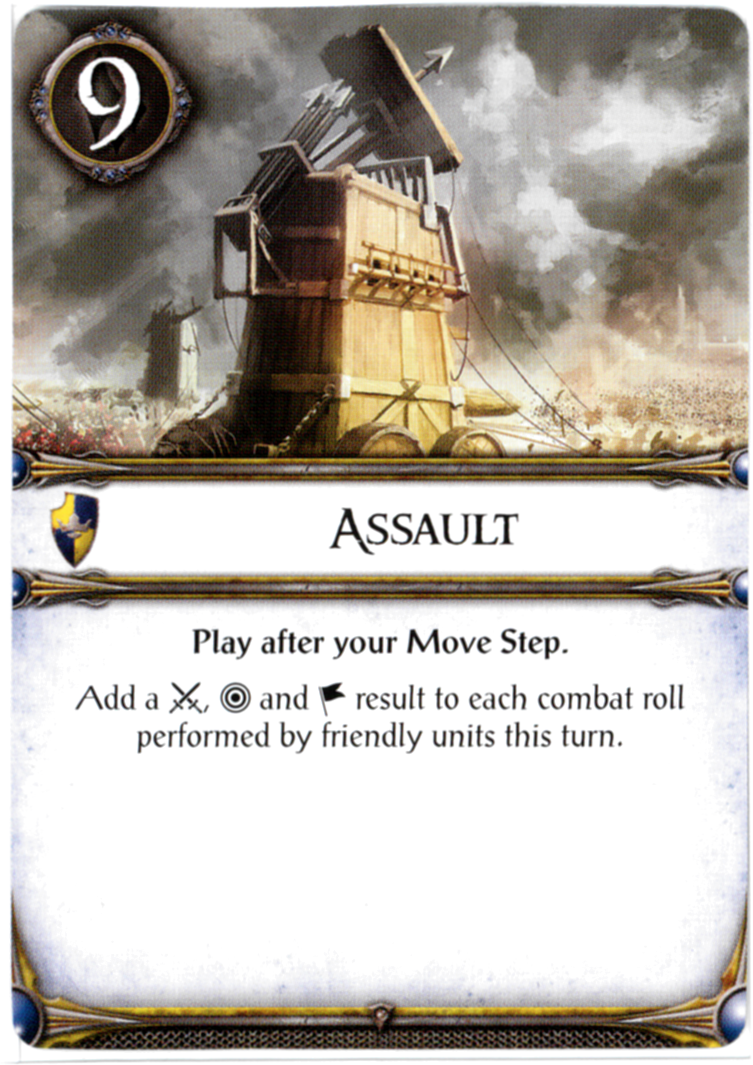 9
Assault
Play after your Move Step.
Add a , and result to each combat roll
performed by friendly units this turn.